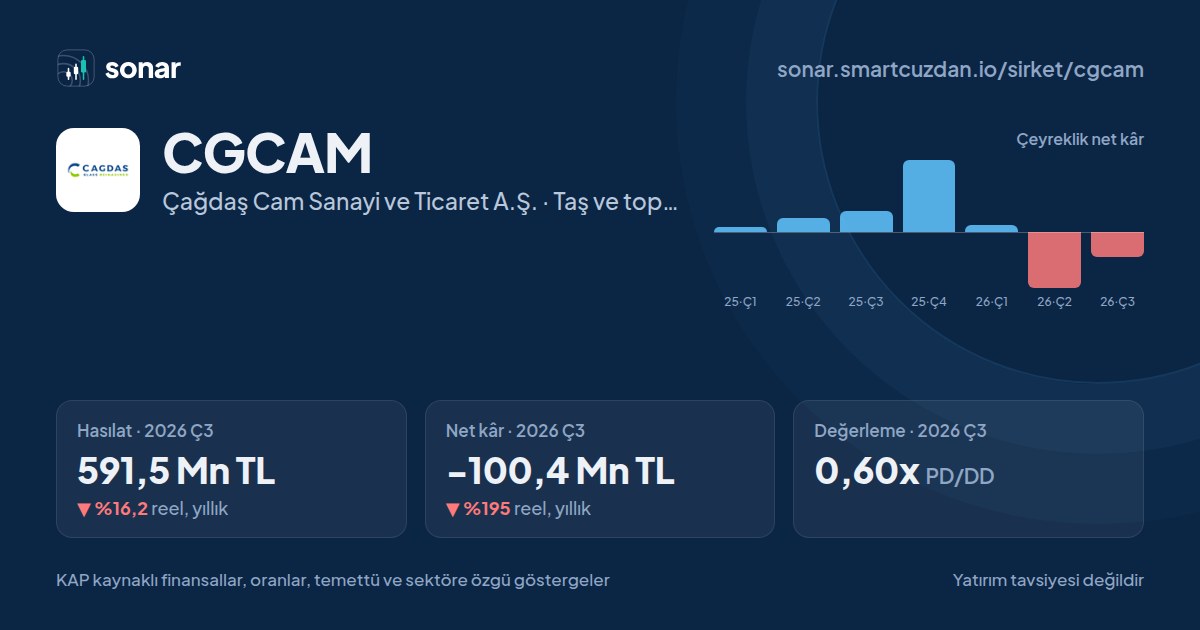 sonar
sonar.smartcuzdan.io/sirket/cgcam
CAGDAS
CGCAM
Çağdaş Cam Sanayi ve Ticaret A.Ş. · Taş ve top…
Çeyreklik net kâr
25·Ç1 25·Ç2 25·Ç3 25·Ç4 26·Ç1 26·Ç2 26·Ç3
Hasılat · 2026 Ç3
591,5 Mn TL
▼ %16,2 reel, yıllık
Net kâr · 2026 Ç3
−100,4 Mn TL
▼ %195 reel, yıllık
Değerleme · 2026 Ç3
0,60x PD/DD
KAP kaynaklı finansallar, oranlar, temettü ve sektöre özgü göstergeler
Yatırım tavsiyesi değildir